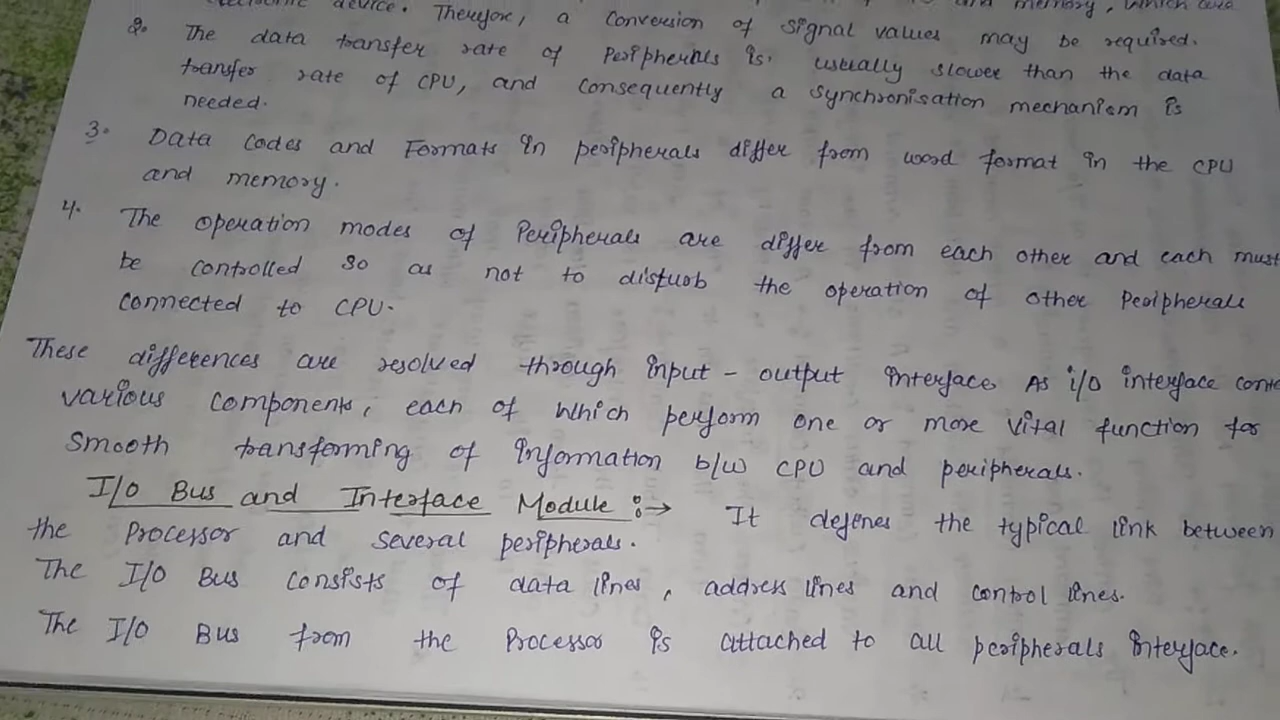 device. Therefore, a conversion of signal values may be required.
2. The data transfer rate of Peripherals is usually slower than the data
transfer rate of CPU, and consequently a synchronisation mechanism is
needed.
3. Data codes and Formats in peripherals differ from word format in the CPU
and memory.
4. The operation modes of Peripherals are differ from each other and each must
be controlled so as not to disturb the operation of other Peripherals
connected to CPU.
These differences are resolved through input - output interface. As i/o interface
various components, each of which perform one or more vital function for
smooth transforming of information b/w CPU and peripherals.
I/O Bus and Interface Module :→ It defenes the typical link between
the Processor and several peripherals.
The I/O Bus consists of data lines, address lines and control lines.
The I/O Bus from the Processor is attached to all peripherals interface.